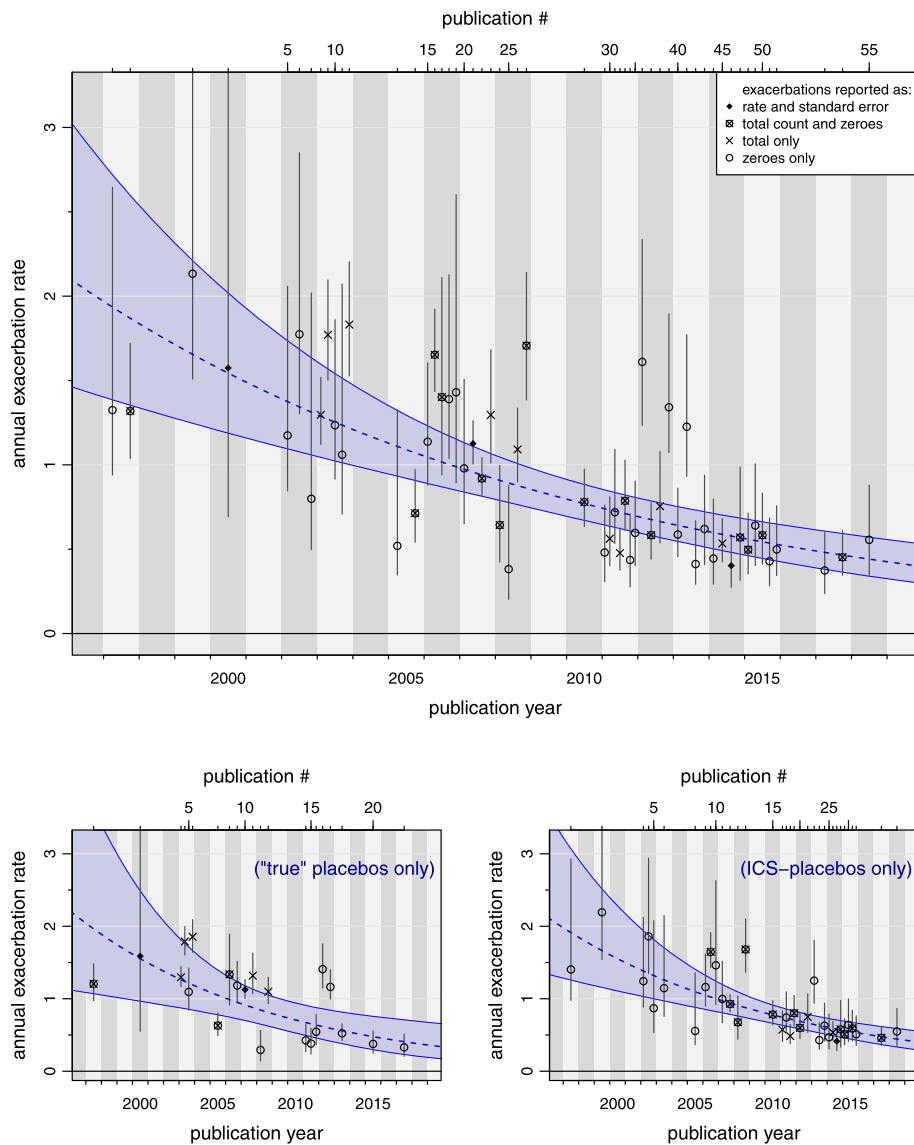 publication #
5 10 15 20 25 30 35 40 45 50 55
exacerbations reported as:
rate and standard error
total count and zeroes
total only
zeroes only
annual exacerbation rate
3
2
1
0
2000 2005 2010 2015
publication year
publication #
5 10 15 20
("true" placebos only)
annual exacerbation rate
3
2
1
0
2000 2005 2010 2015
publication year
publication #
5 10 15 25
(ICS−placebos only)
annual exacerbation rate
3
2
1
0
2000 2005 2010 2015
publication year